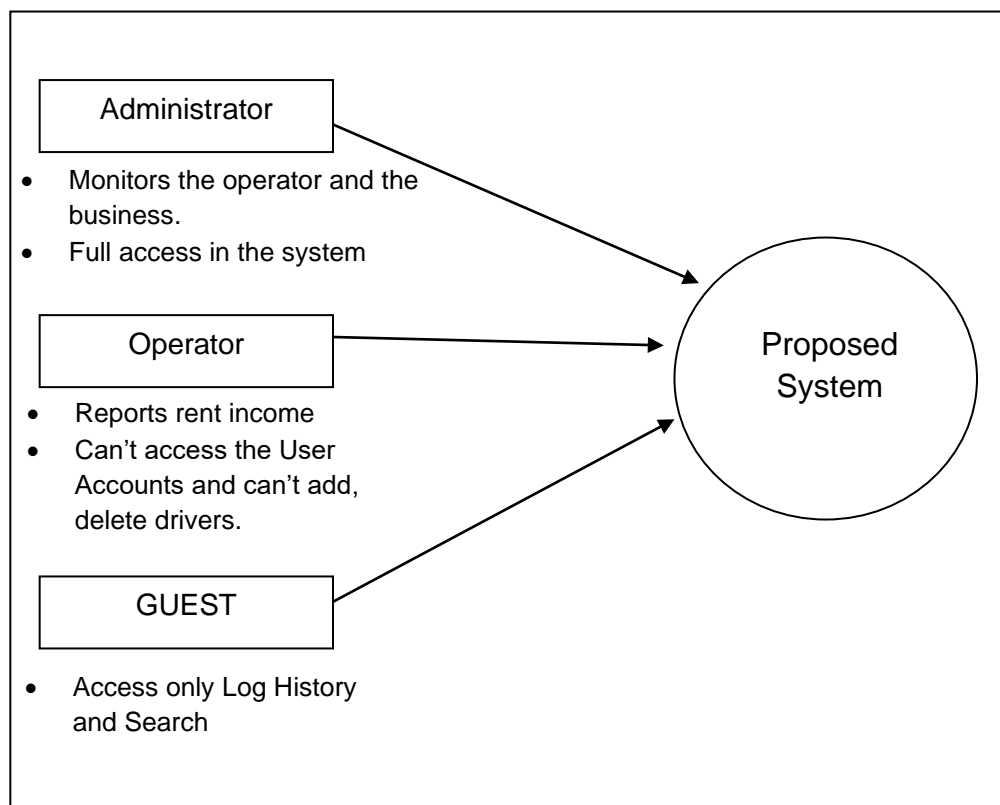 Administrator
• Monitors the operator and the
business.
• Full access in the system
Operator
• Reports rent income
• Can’t access the User
Accounts and can’t add,
delete drivers.
GUEST
• Access only Log History
and Search
Proposed
System